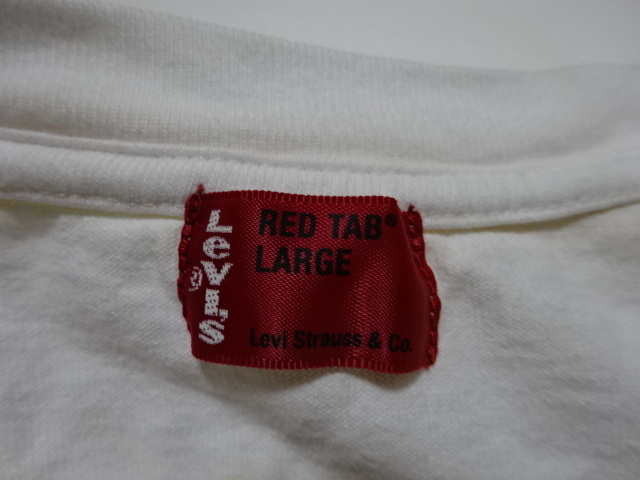 LeVI'S®
RED TAB®
LARGE
Levi Strauss & Co.